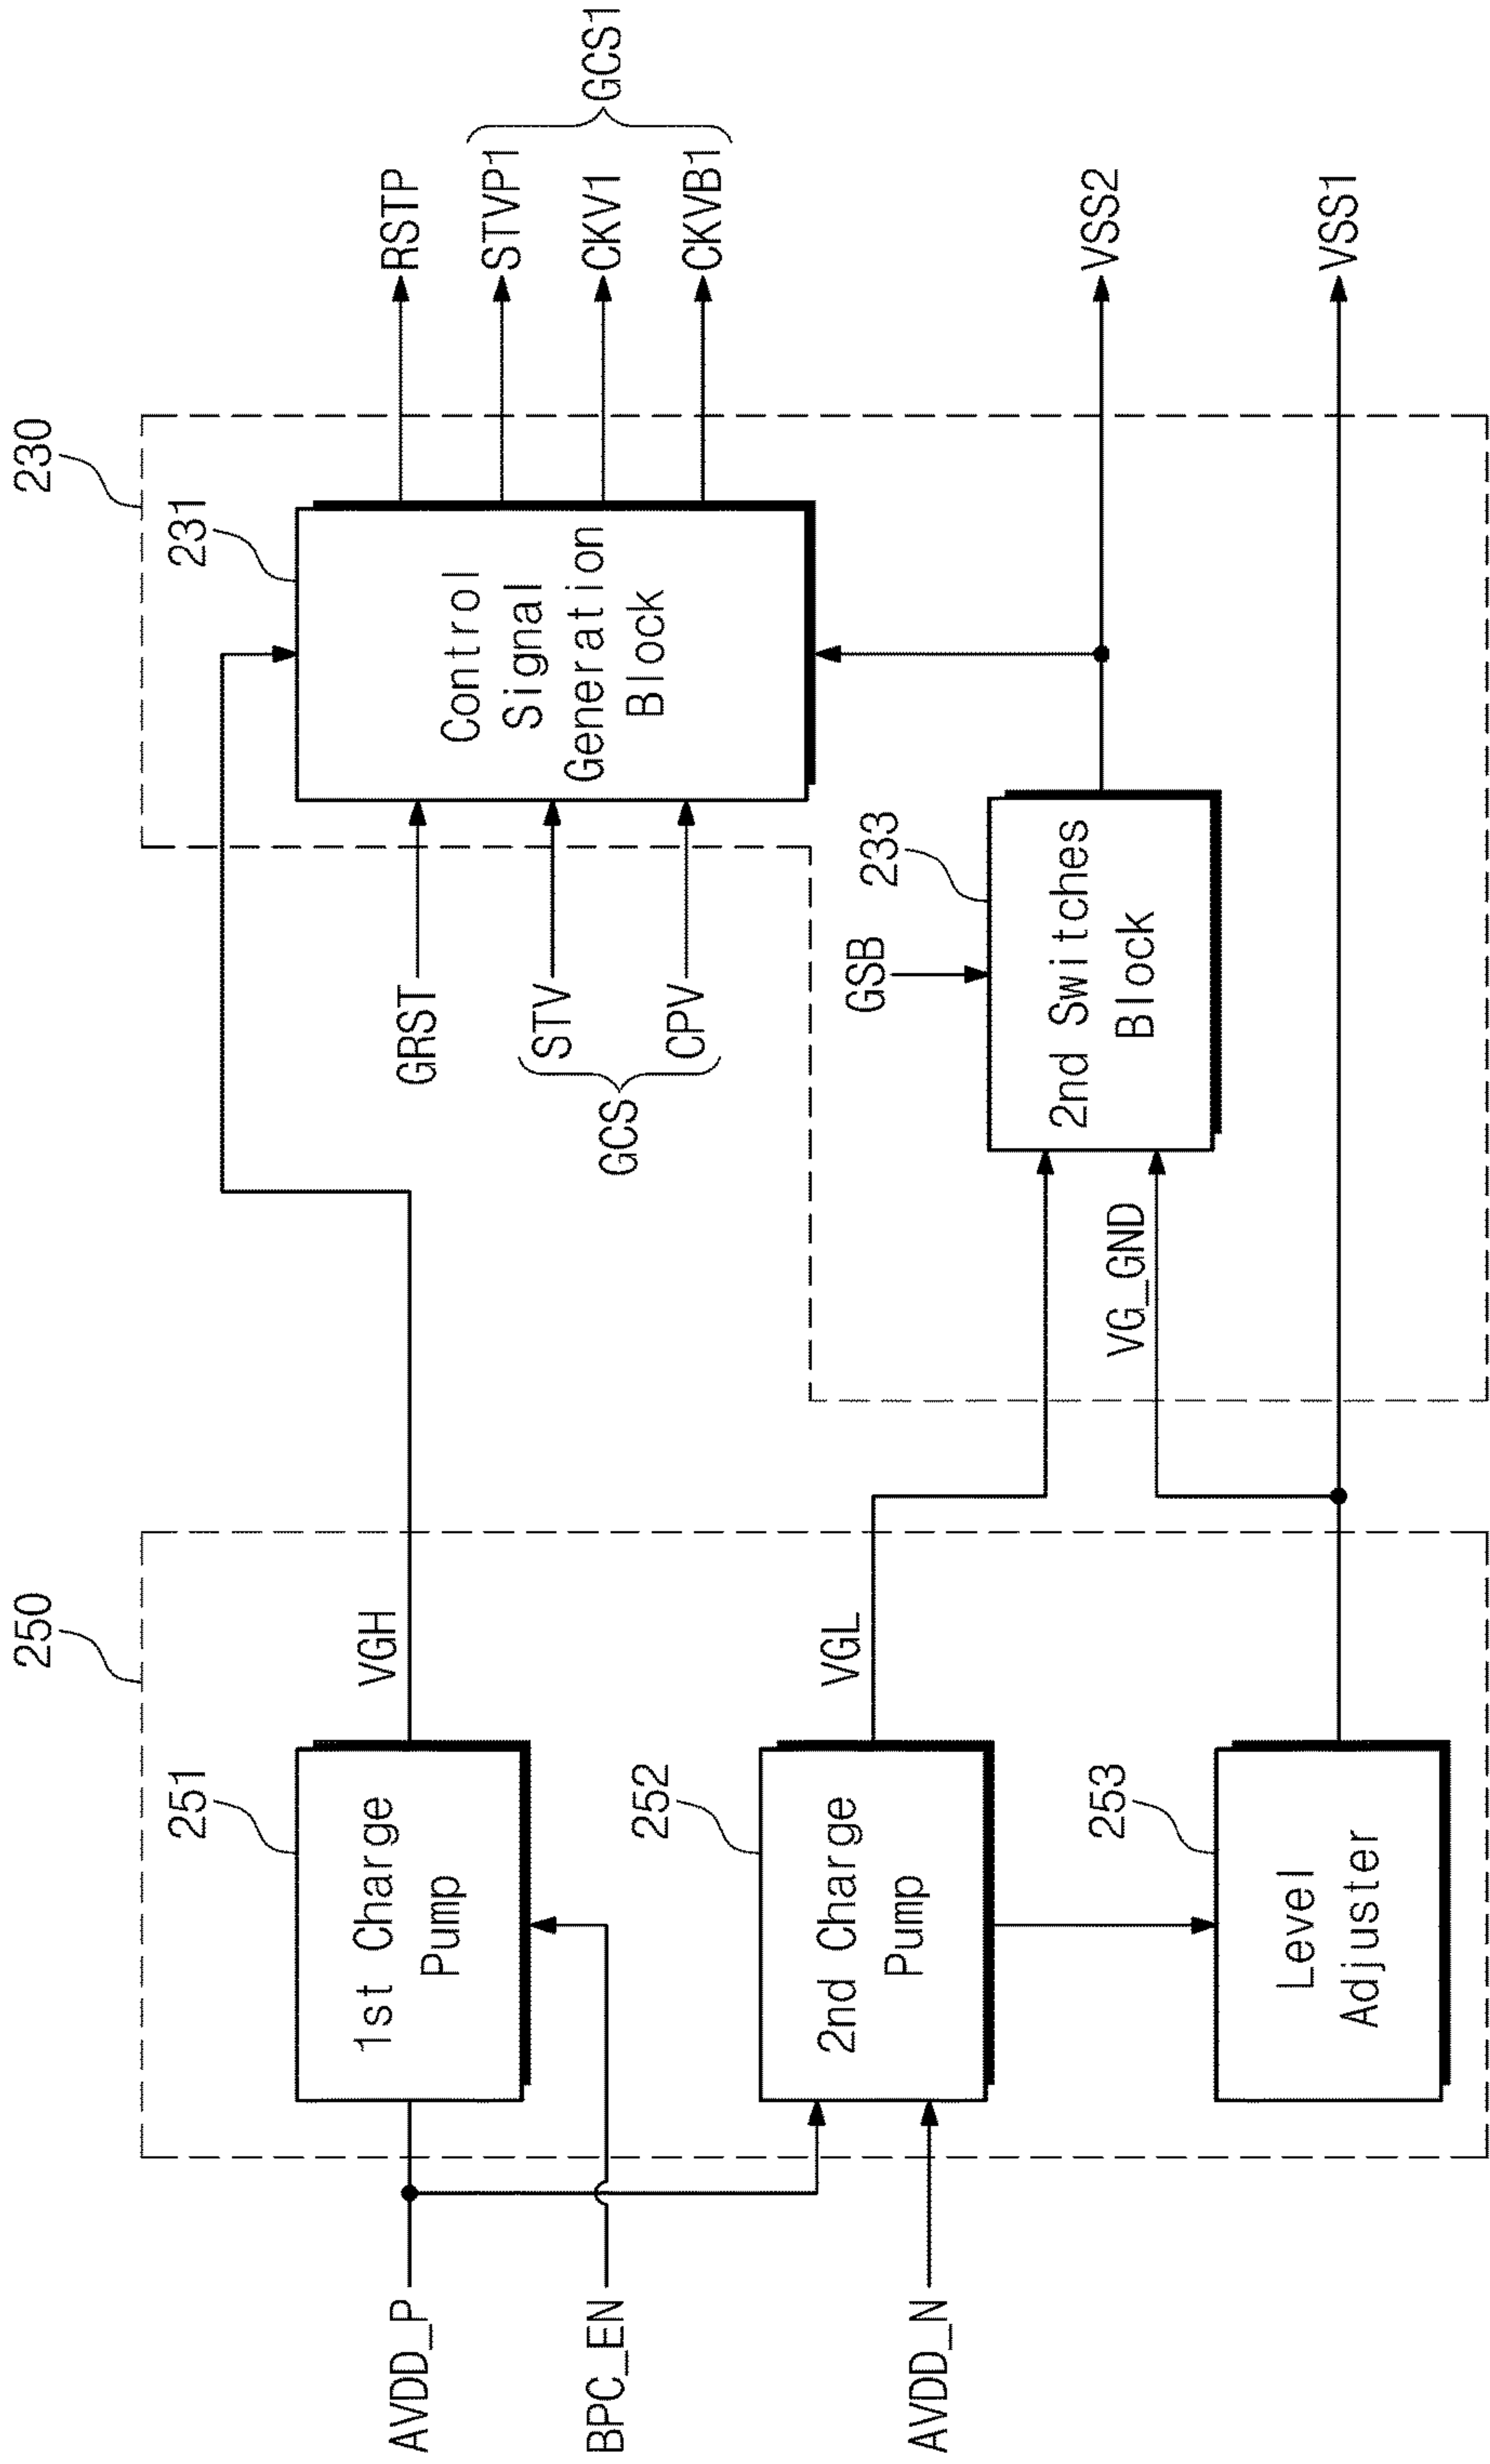 250
230
251
1st Charge
Pump
VGH
231
Control
Signal
Generation
Block
RSTP
STVP1
CKV1
CKVB1
GCS1
GRST
STV
CPV
GCS
AVDD_P
BPC_EN
AVDD_N
252
2nd Charge
Pump
VGL
GSB
233
2nd Switches
Block
VG_GND
VSS2
253
Level
Adjuster
VSS1